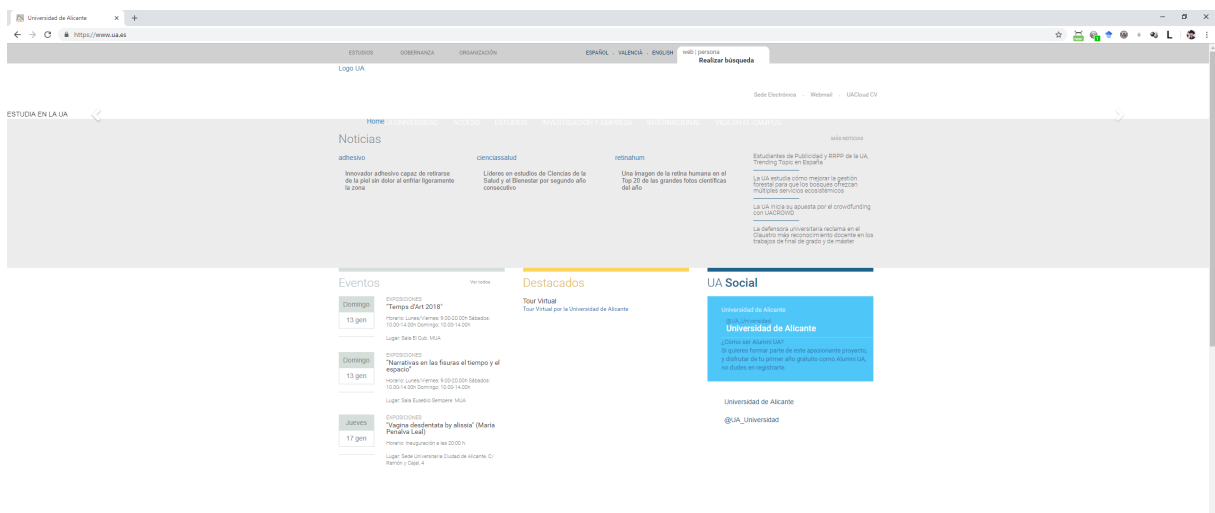 Universidad de Alicante
https://www.ua.es
ESTUDIOS GOBERNANZA ORGANIZACIÓN ESPAÑOL . VALENCIÀ . ENGLISH web | persona
Realizar búsqueda
Logo UA
Sede Electrónica - Webmail - UACloud CV
ESTUDIA EN LA UA
Home LA UNIVERSIDAD ACCESO ESTUDIOS INVESTIGACIÓN Y EMPRESA INTERNACIONAL VIDA EN EL CAMPUS
Noticias
MÁS NOTICIAS
adhesivo
Innovador adhesivo capaz de retirarse
de la piel sin dolor al enfriar ligeramente
la zona
cienciassalud
Líderes en estudios de Ciencias de la
Salud y el Bienestar por segundo año
consecutivo
retinahum
Una imagen de la retina humana en el
Top 20 de las grandes fotos científicas
del año
Estudiantes de Publicidad y RRPP de la UA,
Trending Topic en España
La UA estudia cómo mejorar la gestión
forestal para que los bosques ofrezcan
múltiples servicios ecosistémicos
La UA inicia su apuesta por el crowdfunding
con UACROWD
La defensora universitaria reclama en el
Claustro más reconocimiento docente en los
trabajos de final de grado y de máster
Eventos
Ver todos
Domingo
13 gen
EXPOSICIONES
"Temps d'Art 2018"
Horario: Lunes/Viernes: 9:00-20:00h Sábados:
10:00-14:00h Domingo: 10:00-14:00h
Lugar: Sala El Cub. MUA
Domingo
13 gen
EXPOSICIONES
"Narrativas en las fisuras el tiempo y el
espacio"
Horario: Lunes/Viernes: 9:00-20:00h Sábados:
10:00-14:00h Domingo: 10:00-14:00h
Lugar: Sala Eusebio Sempere. MUA
Jueves
17 gen
EXPOSICIONES
"Vagina desdentata by alissia" (María
Penalva Leal)
Horario: Inauguración a las 20:00 h
Lugar: Sede Universitaria Ciudad de Alicante. C/
Ramón y Cajal, 4
Destacados
Tour Virtual
Tour Virtual por la Universidad de Alicante
UA Social
Universidad de Alicante
@UA_Universidad
Universidad de Alicante
¿Cómo ser Alumni UA?
Si quieres formar parte de este apasionante proyecto,
y disfrutar de tu primer año gratuito como Alumni UA,
no dudes en registrarte.
Universidad de Alicante
@UA_Universidad